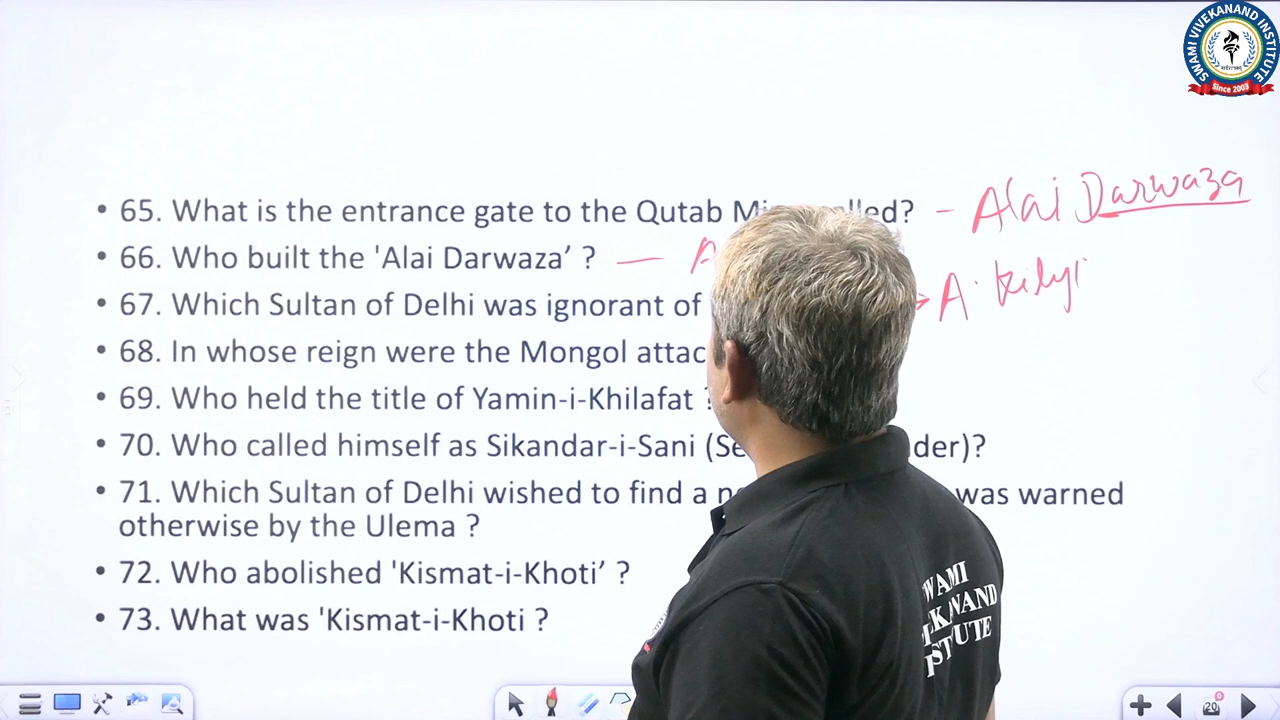 SWAMI VIVEKANAND INSTITUTE
Since 2003
• 65. What is the entrance gate to the Qutab Mi lled? - Alai Darwaza
• 66. Who built the 'Alai Darwaza' ? — A
• 67. Which Sultan of Delhi was ignorant of → A.
• 68. In whose reign were the Mongol attac
• 69. Who held the title of Yamin-i-Khilafat ?
• 70. Who called himself as Sikandar-i-Sani (Se der)?
• 71. Which Sultan of Delhi wished to find a n was warned
otherwise by the Ulema ?
• 72. Who abolished 'Kismat-i-Khoti' ?
• 73. What was 'Kismat-i-Khoti ?
WAMI
KANAND
STITUTE
20